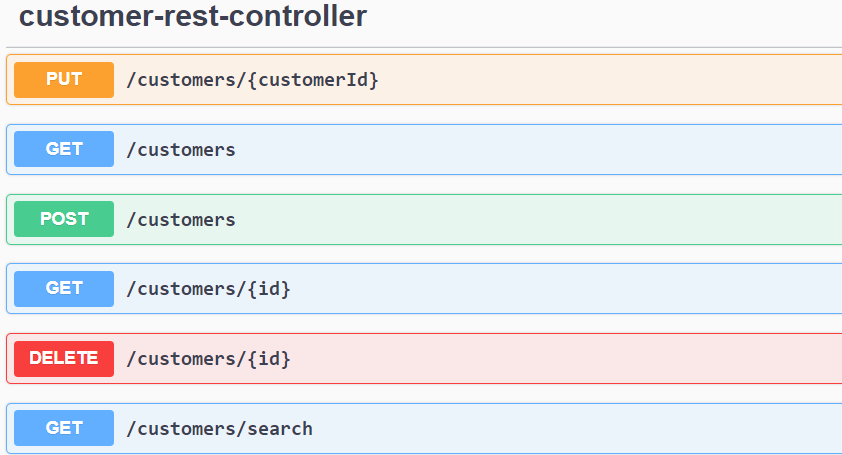 customer-rest-controller
PUT /customers/{customerId}
GET /customers
POST /customers
GET /customers/{id}
DELETE /customers/{id}
GET /customers/search